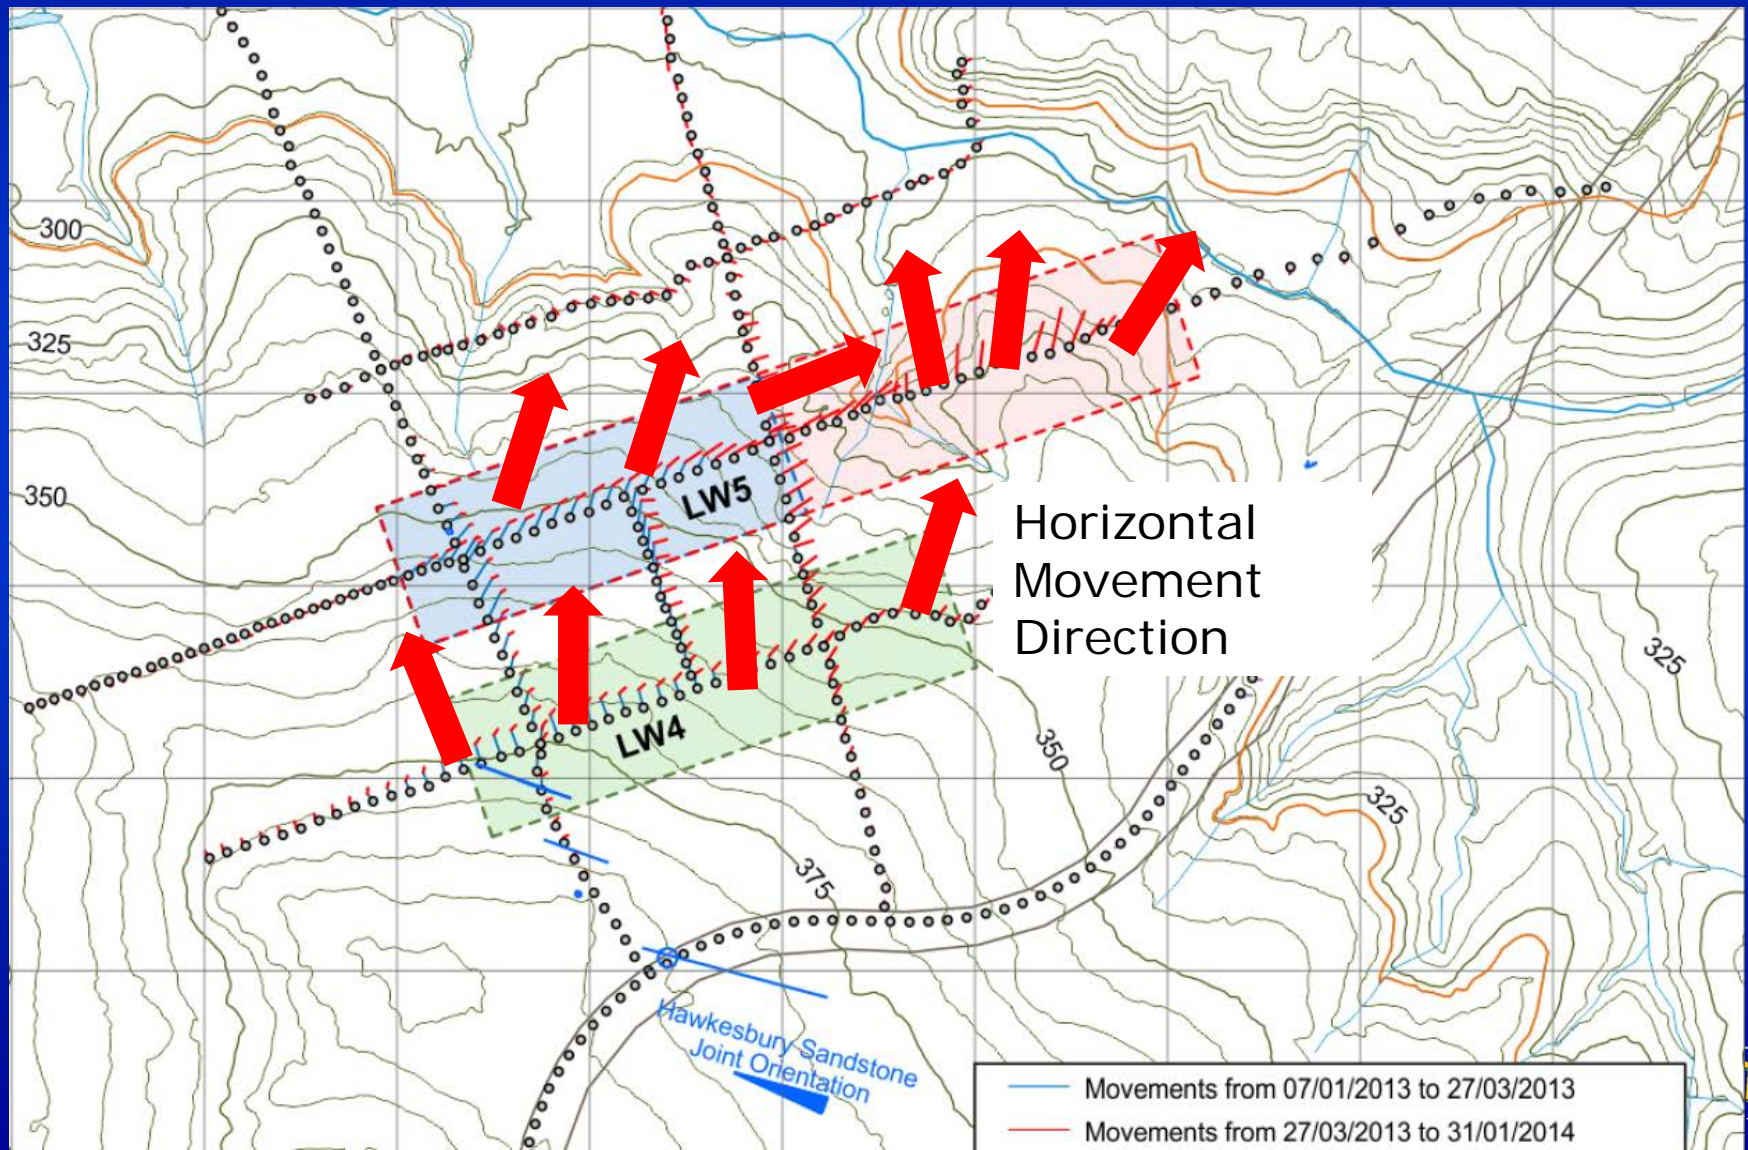 300
325
350
LW5
Horizontal
Movement
Direction
LW4
325
350
325
375
Hawkesbury Sandstone
Joint Orientation
Movements from 07/01/2013 to 27/03/2013
Movements from 27/03/2013 to 31/01/2014